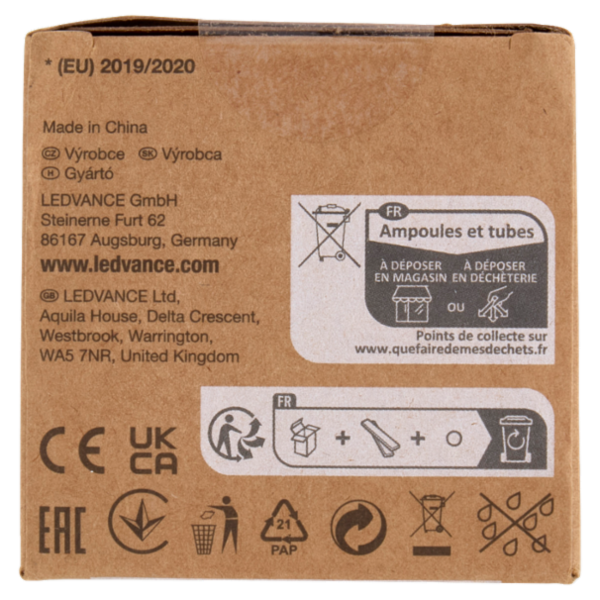 * (EU) 2019/2020
Made in China
CZ Výrobce SK Výrobca
H Gyártó
LEDVANCE GmbH
Steinerne Furt 62
86167 Augsburg, Germany
www.ledvance.com
GB LEDVANCE Ltd,
Aquila House, Delta Crescent,
Westbrook, Warrington,
WA5 7NR, United Kingdom
FR
Ampoules et tubes
À DÉPOSER EN MAGASIN
OU
À DÉPOSER EN DÉCHÈTERIE
Points de collecte sur
www.quefairedemesdechets.fr
FR
+ +
CE UK CA
EAC
21
PAP